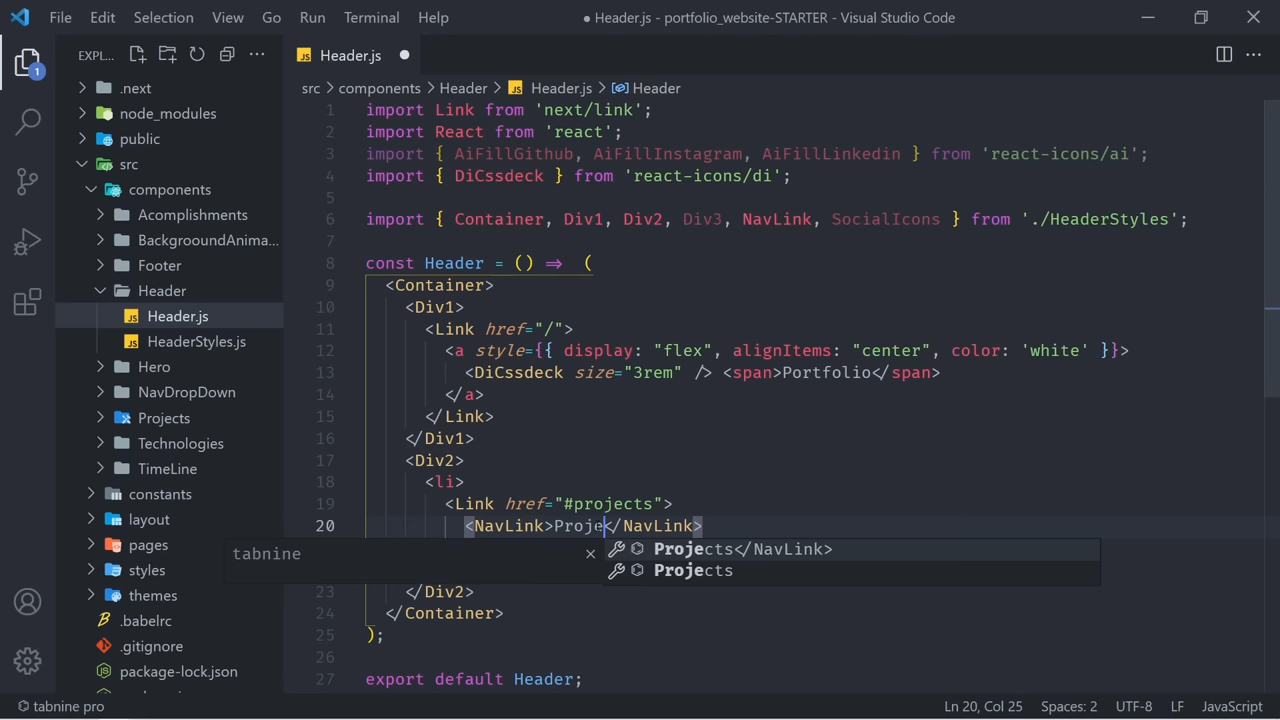 File Edit Selection View Go Run Terminal Help
● Header.js - portfolio_website-STARTER - Visual Studio Code
EXPL... ···
1
.next
node_modules
public
src
components
Acomplishments
BackgrooundAnima...
Footer
Header
Header.js
HeaderStyles.js
Hero
NavDropDown
Projects
Technologies
TimeLine
constants
layout
pages
styles
themes
.babelrc
.gitignore
package-lock.json
Header.js ●
src > components > Header > Header.js > Header
1 import Link from 'next/link';
2 import React from 'react';
3 import { AiFillGithub, AiFillInstagram, AiFillLinkedin } from 'react-icons/ai';
4 import { DiCssdeck } from 'react-icons/di';
5
6 import { Container, Div1, Div2, Div3, NavLink, SocialIcons } from './HeaderStyles';
7
8 const Header = () => (
9 <Container>
10 <Div1>
11 <Link href="/">
12 <a style={{ display: "flex", alignItems: "center", color: 'white' }}>
13 <DiCssdeck size="3rem" /> <span>Portfolio</span>
14 </a>
15 </Link>
16 </Div1>
17 <Div2>
18 <li>
19 <Link href="#projects">
20 <NavLink>Proje</NavLink>
tabnine ×
Projects</NavLink>
Projects
23 </Div2>
24 </Container>
25 );
26
27 export default Header;
tabnine pro
Ln 20, Col 25 Spaces: 2 UTF-8 LF JavaScript